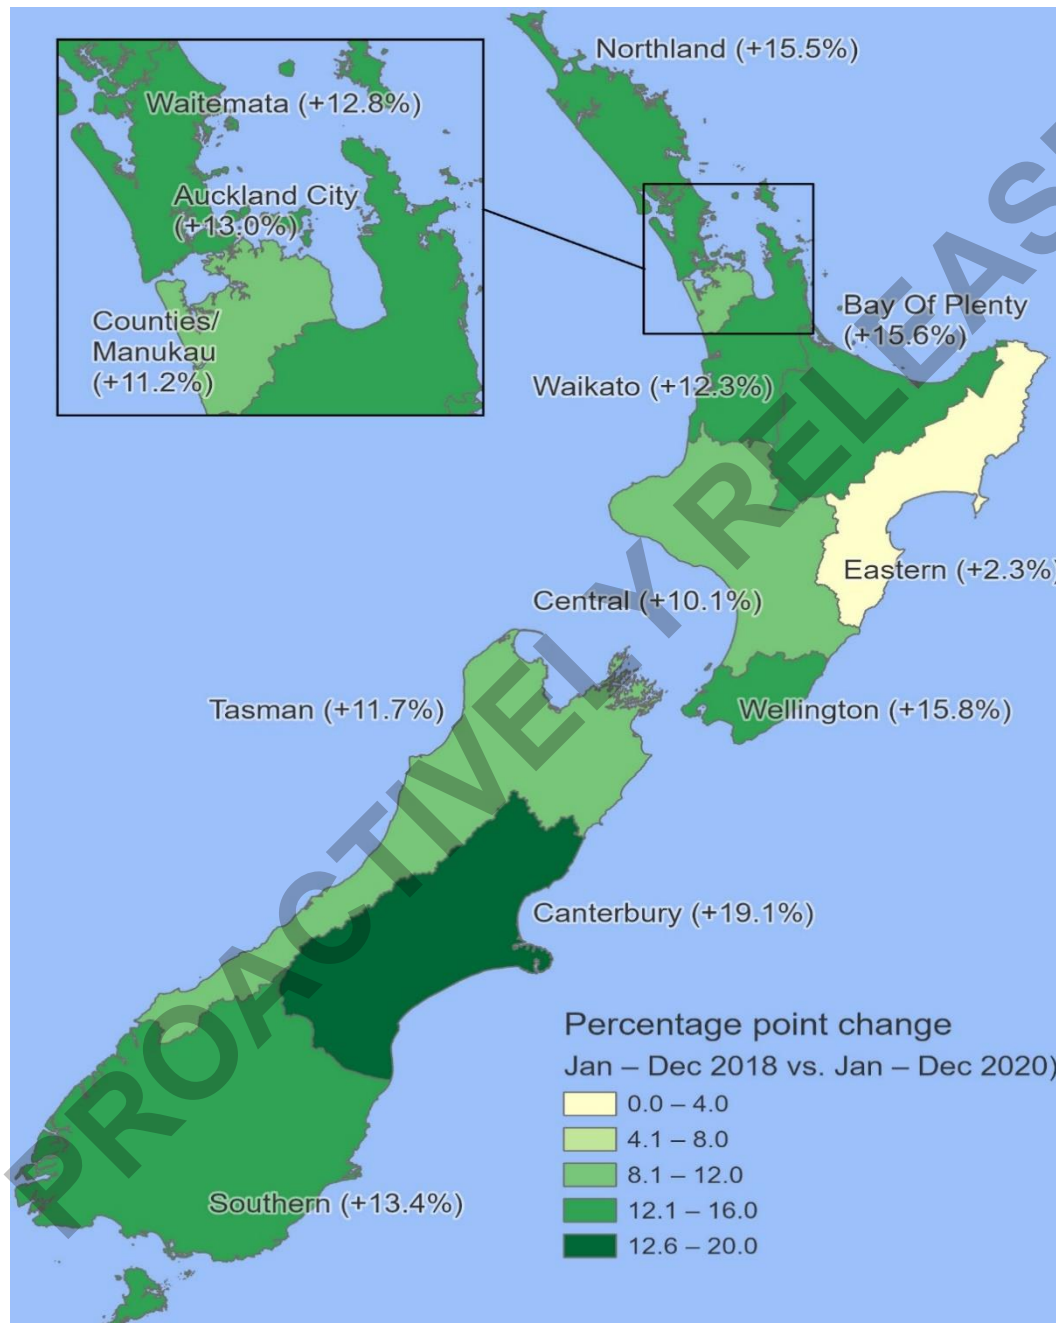 Northland (+15.5%)
Waitemata (+12.8%)
Auckland City
(+13.0%)
Counties/
Manukau
(+11.2%)
Bay Of Plenty
(+15.6%)
Waikato (+12.3%)
Eastern (+2.3%)
Central (+10.1%)
Tasman (+11.7%)
Wellington (+15.8%)
Canterbury (+19.1%)
Southern (+13.4%)
Percentage point change
Jan – Dec 2018 vs. Jan – Dec 2020)
0.0 – 4.0
4.1 – 8.0
8.1 – 12.0
12.1 – 16.0
12.6 – 20.0
PROACTIVELY RELEAS